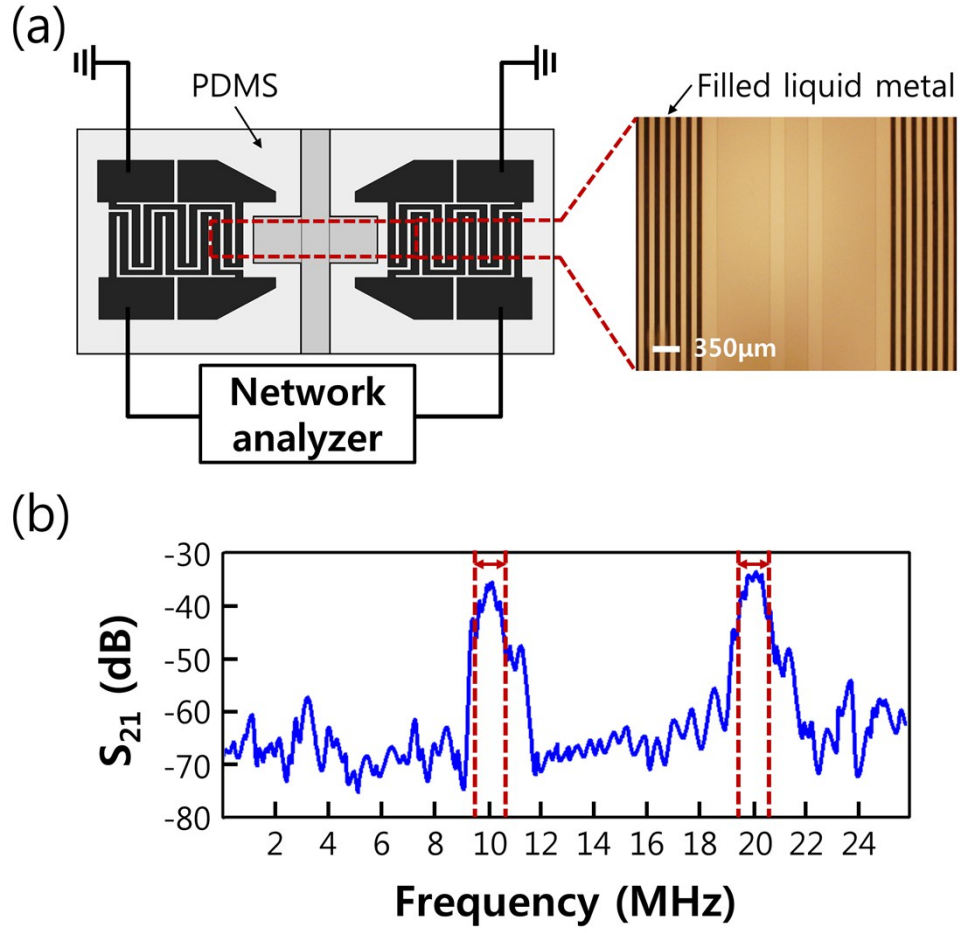 (a)
PDMS
Filled liquid metal
350μm
Network
analyzer
(b)
S21 (dB)
-30
-40
-50
-60
-70
-80
2 4 6 8 10 12 14 16 18 20 22 24
Frequency (MHz)